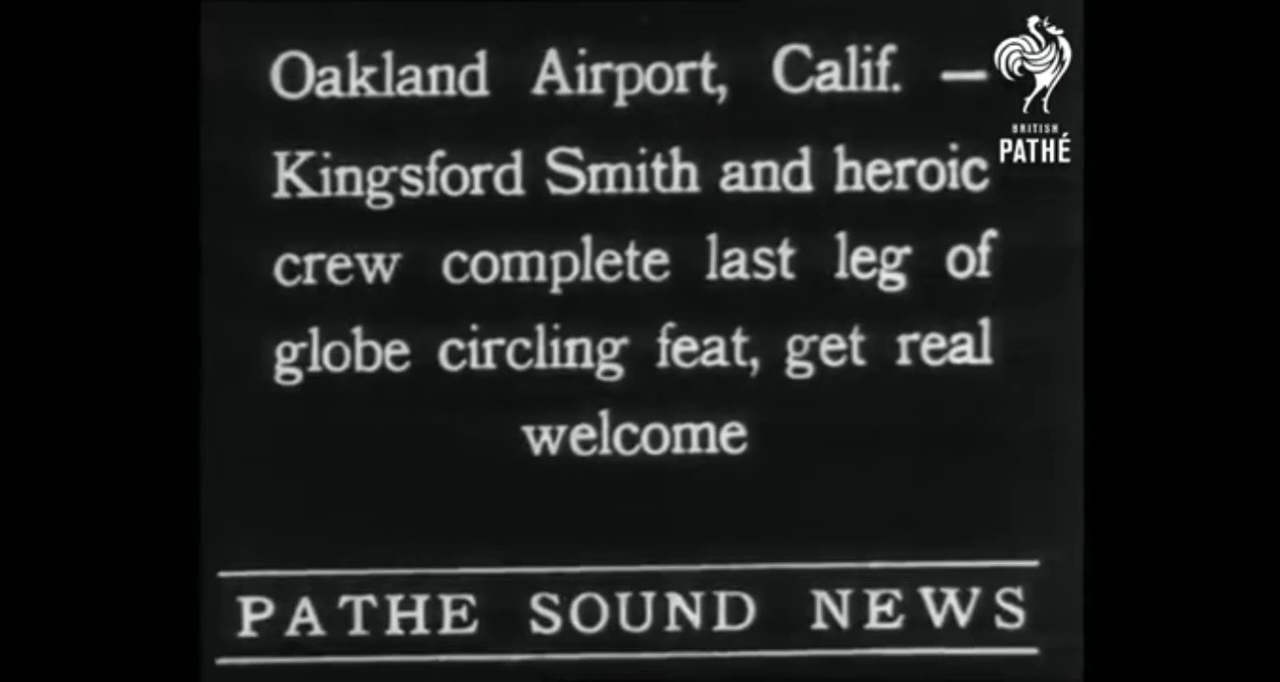 Oakland Airport, Calif. —
Kingsford Smith and heroic
crew complete last leg of
globe circling feat, get real
welcome
PATHE SOUND NEWS
BRITISH
PATHÉ